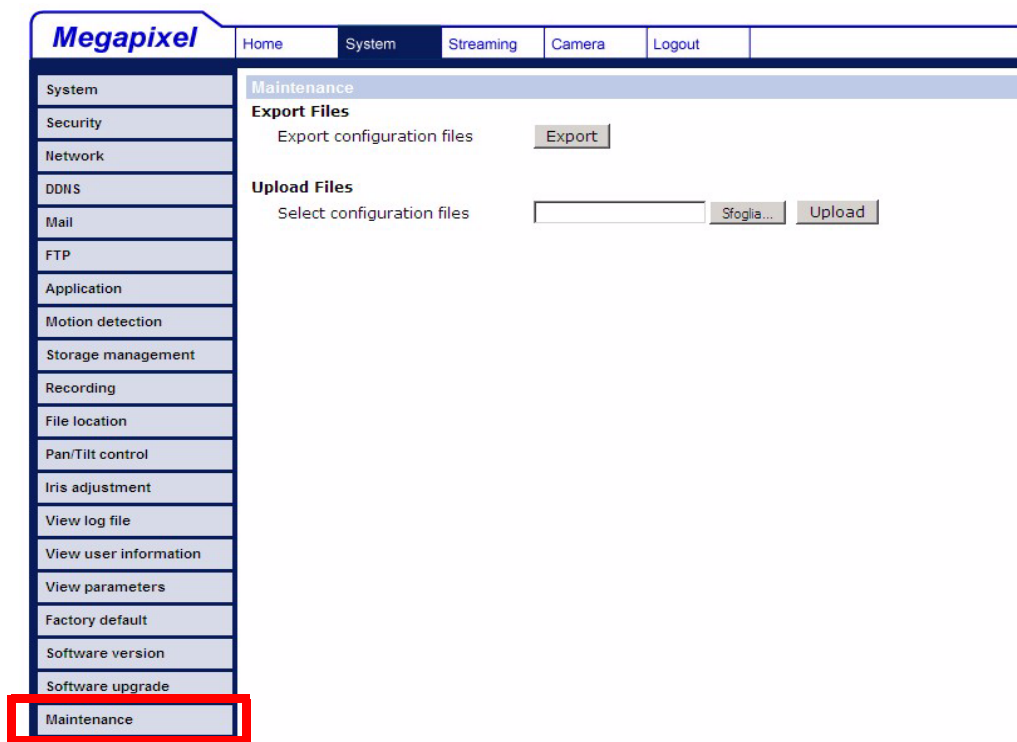 Megapixel
Home System Streaming Camera Logout
System
Security
Network
DDNS
Mail
FTP
Application
Motion detection
Storage management
Recording
File location
Pan/Tilt control
Iris adjustment
View log file
View user information
View parameters
Factory default
Software version
Software upgrade
Maintenance
Maintenance
Export Files
Export configuration files Export
Upload Files
Select configuration files Sfoglia... Upload